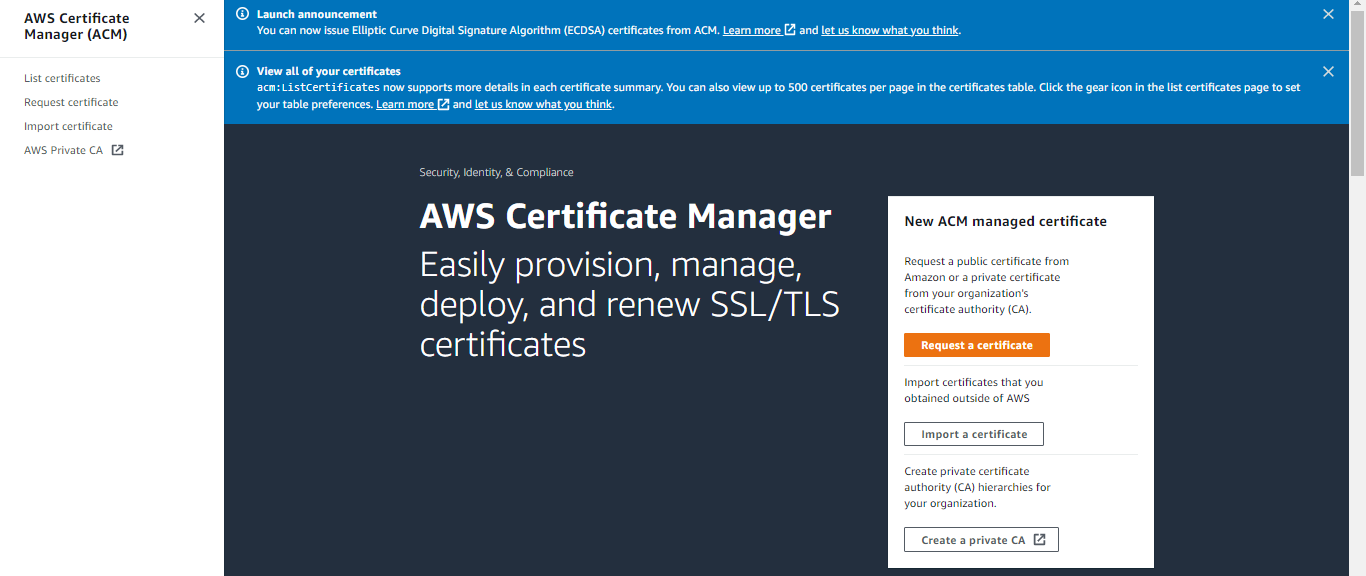 AWS Certificate
Manager (ACM)
List certificates
Request certificate
Import certificate
AWS Private CA
Launch announcement
You can now issue Elliptic Curve Digital Signature Algorithm (ECDSA) certificates from ACM. Learn more and let us know what you think.
View all of your certificates
acm:ListCertificates now supports more details in each certificate summary. You can also view up to 500 certificates per page in the certificates table. Click the gear icon in the list certificates page to set
your table preferences. Learn more and let us know what you think.
Security, Identity, & Compliance
AWS Certificate Manager
Easily provision, manage,
deploy, and renew SSL/TLS
certificates
New ACM managed certificate
Request a public certificate from
Amazon or a private certificate
from your organization's
certificate authority (CA).
Request a certificate
Import certificates that you
obtained outside of AWS
Import a certificate
Create private certificate
authority (CA) hierarchies for
your organization.
Create a private CA